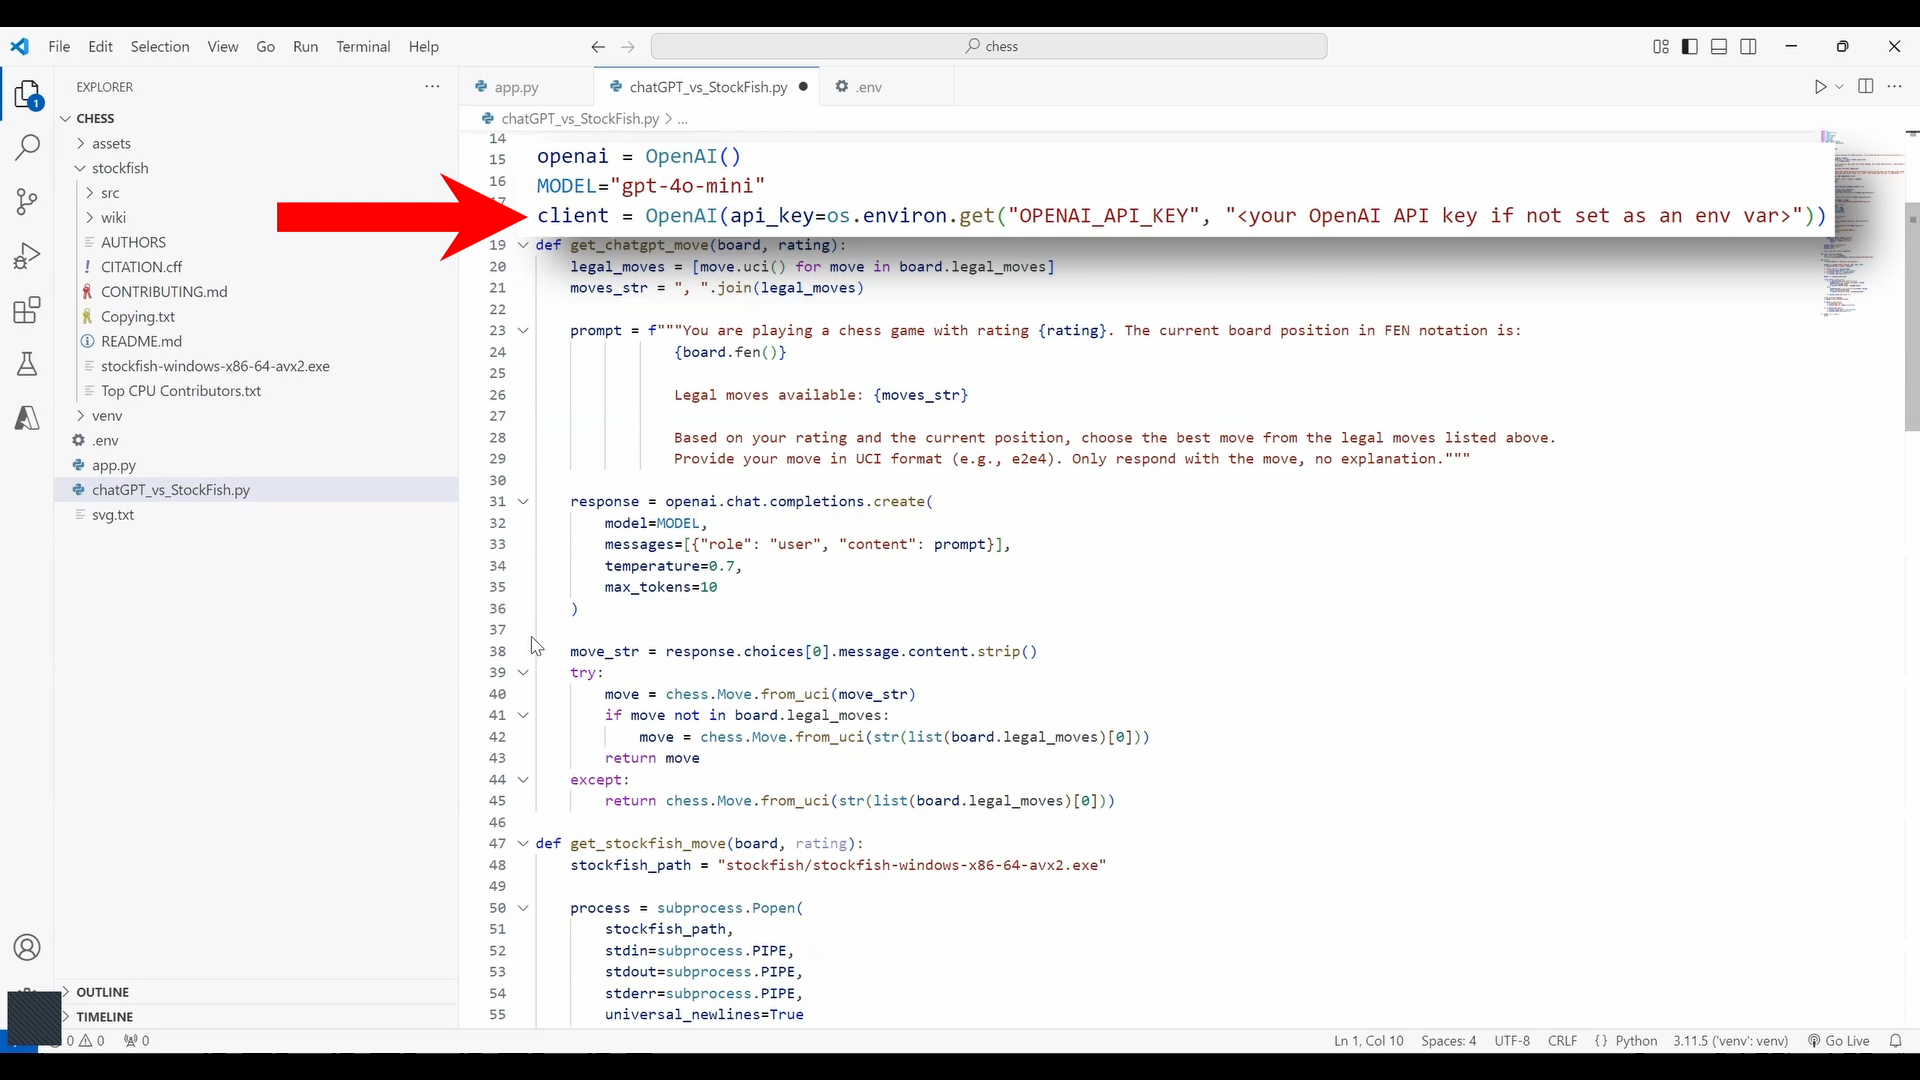 File Edit Selection View Go Run Terminal Help
chess
EXPLORER
1
CHESS
assets
stockfish
src
wiki
AUTHORS
CITATION.cff
CONTRIBUTING.md
Copying.txt
README.md
stockfish-windows-x86-64-avx2.exe
Top CPU Contributors.txt
venv
.env
app.py
chatGPT_vs_StockFish.py
svg.txt
OUTLINE
TIMELINE
app.py chatGPT_vs_StockFish.py .env
chatGPT_vs_StockFish.py > ...
14
15 openai = OpenAI()
16 MODEL="gpt-4o-mini"
17 client = OpenAI(api_key=os.environ.get("OPENAI_API_KEY", "<your OpenAI API key if not set as an env var>"))
19 def get_chatgpt_move(board, rating):
20 legal_moves = [move.uci() for move in board.legal_moves]
21 moves_str = ", ".join(legal_moves)
22
23 prompt = f"""You are playing a chess game with rating {rating}. The current board position in FEN notation is:
24 {board.fen()}
25
26 Legal moves available: {moves_str}
27
28 Based on your rating and the current position, choose the best move from the legal moves listed above.
29 Provide your move in UCI format (e.g., e2e4). Only respond with the move, no explanation."""
30
31 response = openai.chat.completions.create(
32 model=MODEL,
33 messages=[{"role": "user", "content": prompt}],
34 temperature=0.7,
35 max_tokens=10
36 )
37
38 move_str = response.choices[0].message.content.strip()
39 try:
40 move = chess.Move.from_uci(move_str)
41 if move not in board.legal_moves:
42 move = chess.Move.from_uci(str(list(board.legal_moves)[0]))
43 return move
44 except:
45 return chess.Move.from_uci(str(list(board.legal_moves)[0]))
46
47 def get_stockfish_move(board, rating):
48 stockfish_path = "stockfish/stockfish-windows-x86-64-avx2.exe"
49
50 process = subprocess.Popen(
51 stockfish_path,
52 stdin=subprocess.PIPE,
53 stdout=subprocess.PIPE,
54 stderr=subprocess.PIPE,
55 universal_newlines=True
0 0 0 Ln 1, Col 10 Spaces: 4 UTF-8 CRLF {} Python 3.11.5 ('venv': venv) Go Live